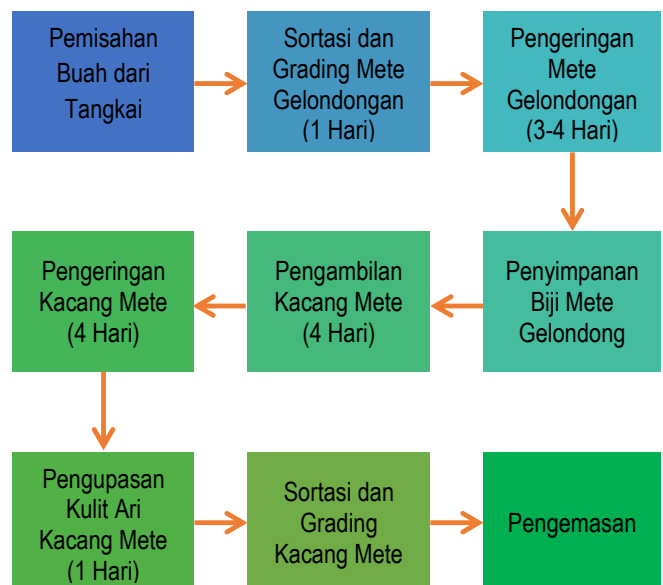 Pemisahan
Buah dari
Tangkai
Sortasi dan
Grading Mete
Gelondongan
(1 Hari)
Pengeringan
Mete
Gelondongan
(3-4 Hari)
Penyimpanan
Biji Mete
Gelondong
Pengambilan
Kacang Mete
(4 Hari)
Pengeringan
Kacang Mete
(4 Hari)
Pengupasan
Kulit Ari
Kacang Mete
(1 Hari)
Sortasi dan
Grading
Kacang Mete
Pengemasan